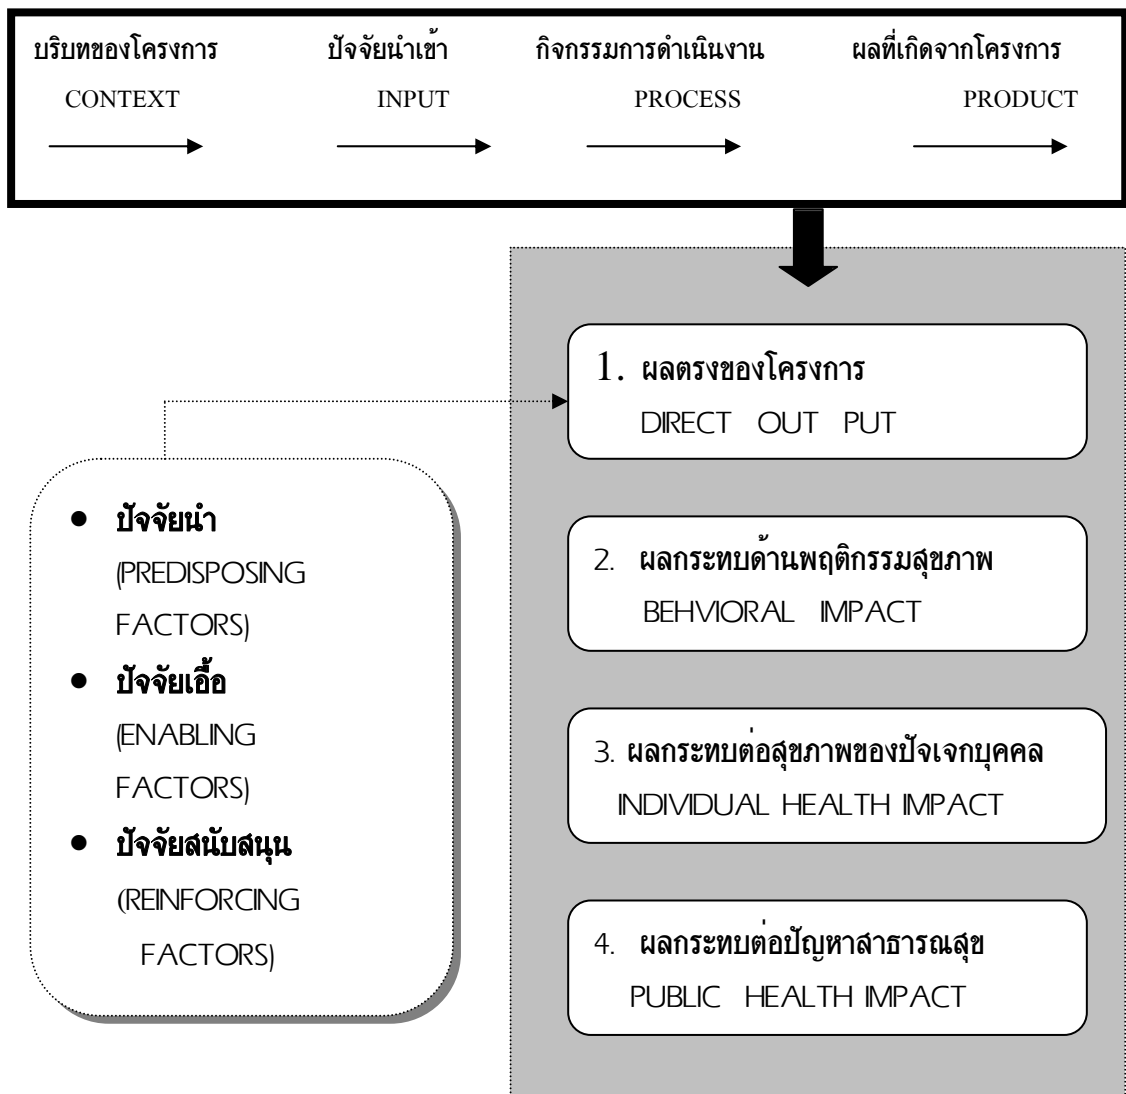 บริบทของโครงการ ปัจจัยนำเข้า กิจกรรมการดำเนินงาน ผลที่เกิดจากโครงการ
CONTEXT INPUT PROCESS PRODUCT
1. ผลตรงของโครงการ
DIRECT OUT PUT
• ปัจจัยนำ
(PREDISPOSING
FACTORS)
• ปัจจัยเอื้อ
(ENABLING
FACTORS)
• ปัจจัยสนับสนุน
(REINFORCING
FACTORS)
2. ผลกระทบด้านพฤติกรรมสุขภาพ
BEHVIORAL IMPACT
3. ผลกระทบต่อสุขภาพของปัจเจกบุคคล
INDIVIDUAL HEALTH IMPACT
4. ผลกระทบต่อปัญหาสาธารณสุข
PUBLIC HEALTH IMPACT